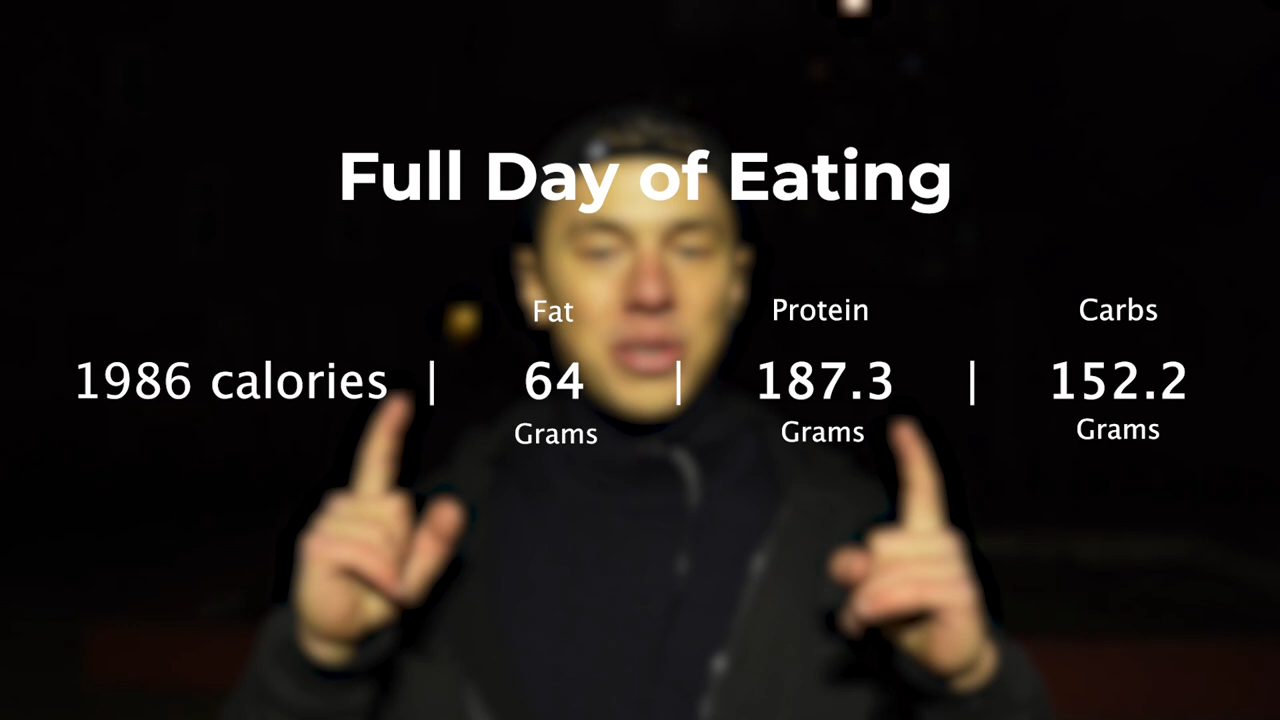 Full Day of Eating
Fat Protein Carbs
1986 calories | 64 | 187.3 | 152.2
Grams Grams Grams